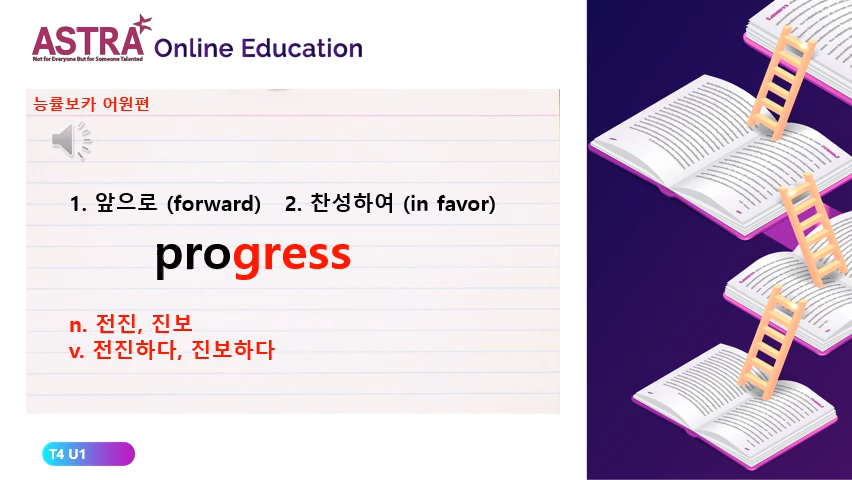 ASTRA Online Education
Not for Everyone But for Someone Talented
능률보카 어원편
1. 앞으로 (forward) 2. 찬성하여 (in favor)
progress
n. 전진, 진보
v. 전진하다, 진보하다
T4 U1